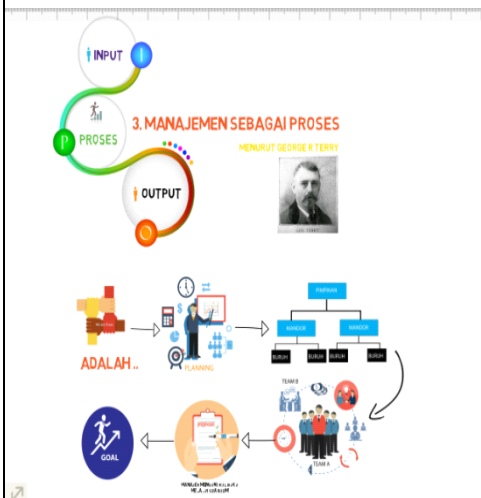 INPUT
I
PROSES
P
OUTPUT
O
3. MANAJEMEN SEBAGAI PROSES
MENURUT GEORGE R TERRY
ADALAH ..
PLANNING
PIMPINAN
MANDOR MANDOR
BURUH BURUH BURUH BURUH
TEAM B
TEAM A
GOAL